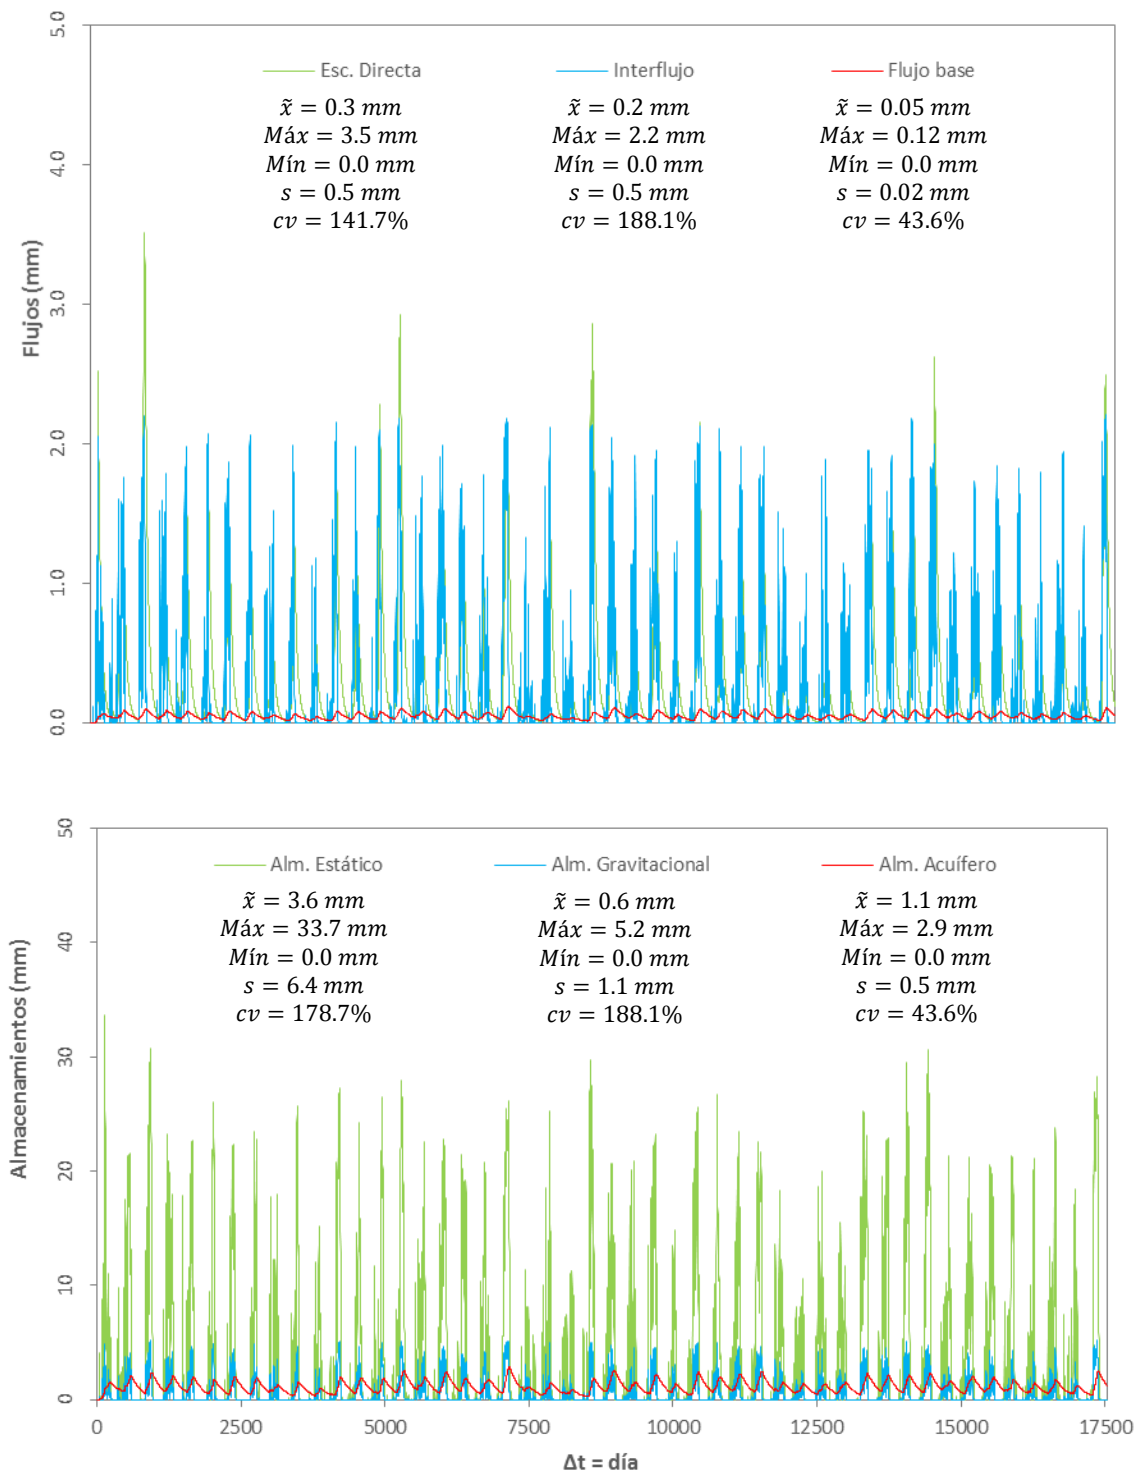 5.0
4.0
3.0
2.0
1.0
0.0
Flujos (mm)
Esc. Directa Interflujo Flujo base
x̃ = 0.3 mm x̃ = 0.2 mm x̃ = 0.05 mm
Máx = 3.5 mm Máx = 2.2 mm Máx = 0.12 mm
Mín = 0.0 mm Mín = 0.0 mm Mín = 0.0 mm
s = 0.5 mm s = 0.5 mm s = 0.02 mm
cv = 141.7% cv = 188.1% cv = 43.6%
50
40
30
20
10
0
Almacenamientos (mm)
Alm. Estático Alm. Gravitacional Alm. Acuífero
x̃ = 3.6 mm x̃ = 0.6 mm x̃ = 1.1 mm
Máx = 33.7 mm Máx = 5.2 mm Máx = 2.9 mm
Mín = 0.0 mm Mín = 0.0 mm Mín = 0.0 mm
s = 6.4 mm s = 1.1 mm s = 0.5 mm
cv = 178.7% cv = 188.1% cv = 43.6%
0 2500 5000 7500 10000 12500 15000 17500
Δt = día